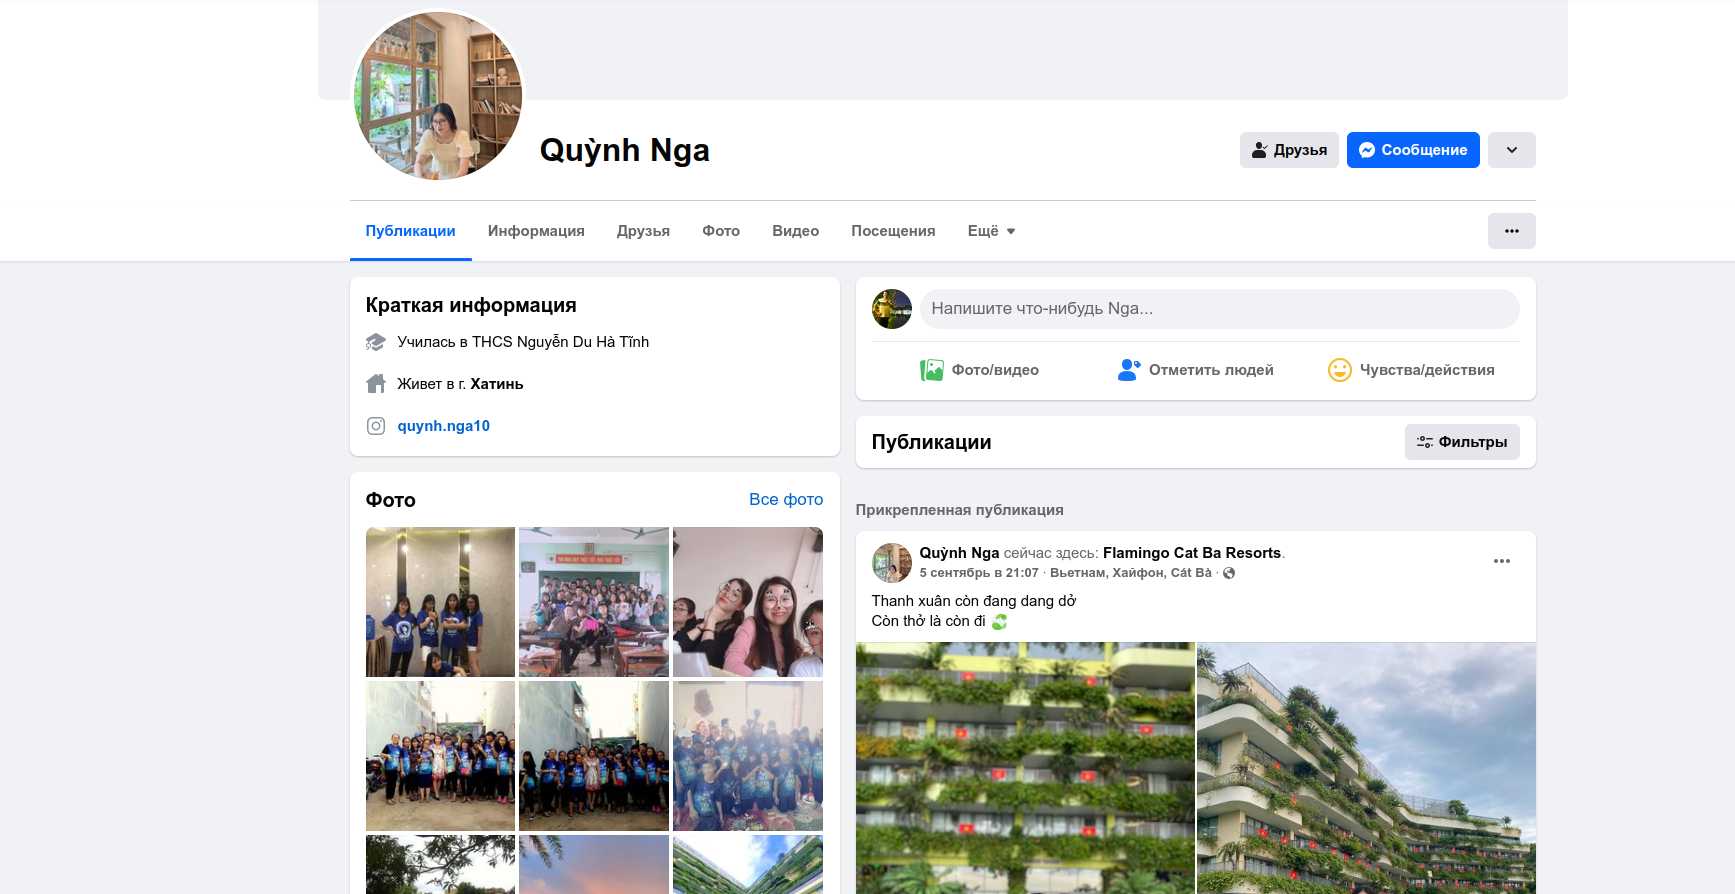 Quỳnh Nga
Друзья
Сообщение
Публикации
Информация
Друзья
Фото
Видео
Посещения
Ещё
Краткая информация
Училась в THCS Nguyễn Du Hà Tĩnh
Живет в г. Хатинь
quynh.nga10
Фото
Все фото
Напишите что-нибудь Nga...
Фото/видео
Отметить людей
Чувства/действия
Публикации
Фильтры
Прикрепленная публикация
Quỳnh Nga сейчас здесь: Flamingo Cat Ba Resorts.
5 сентябрь в 21:07 · Вьетнам, Хайфон, Cát Bà ·
Thanh xuân còn đang dang dở
Còn thở là còn đi